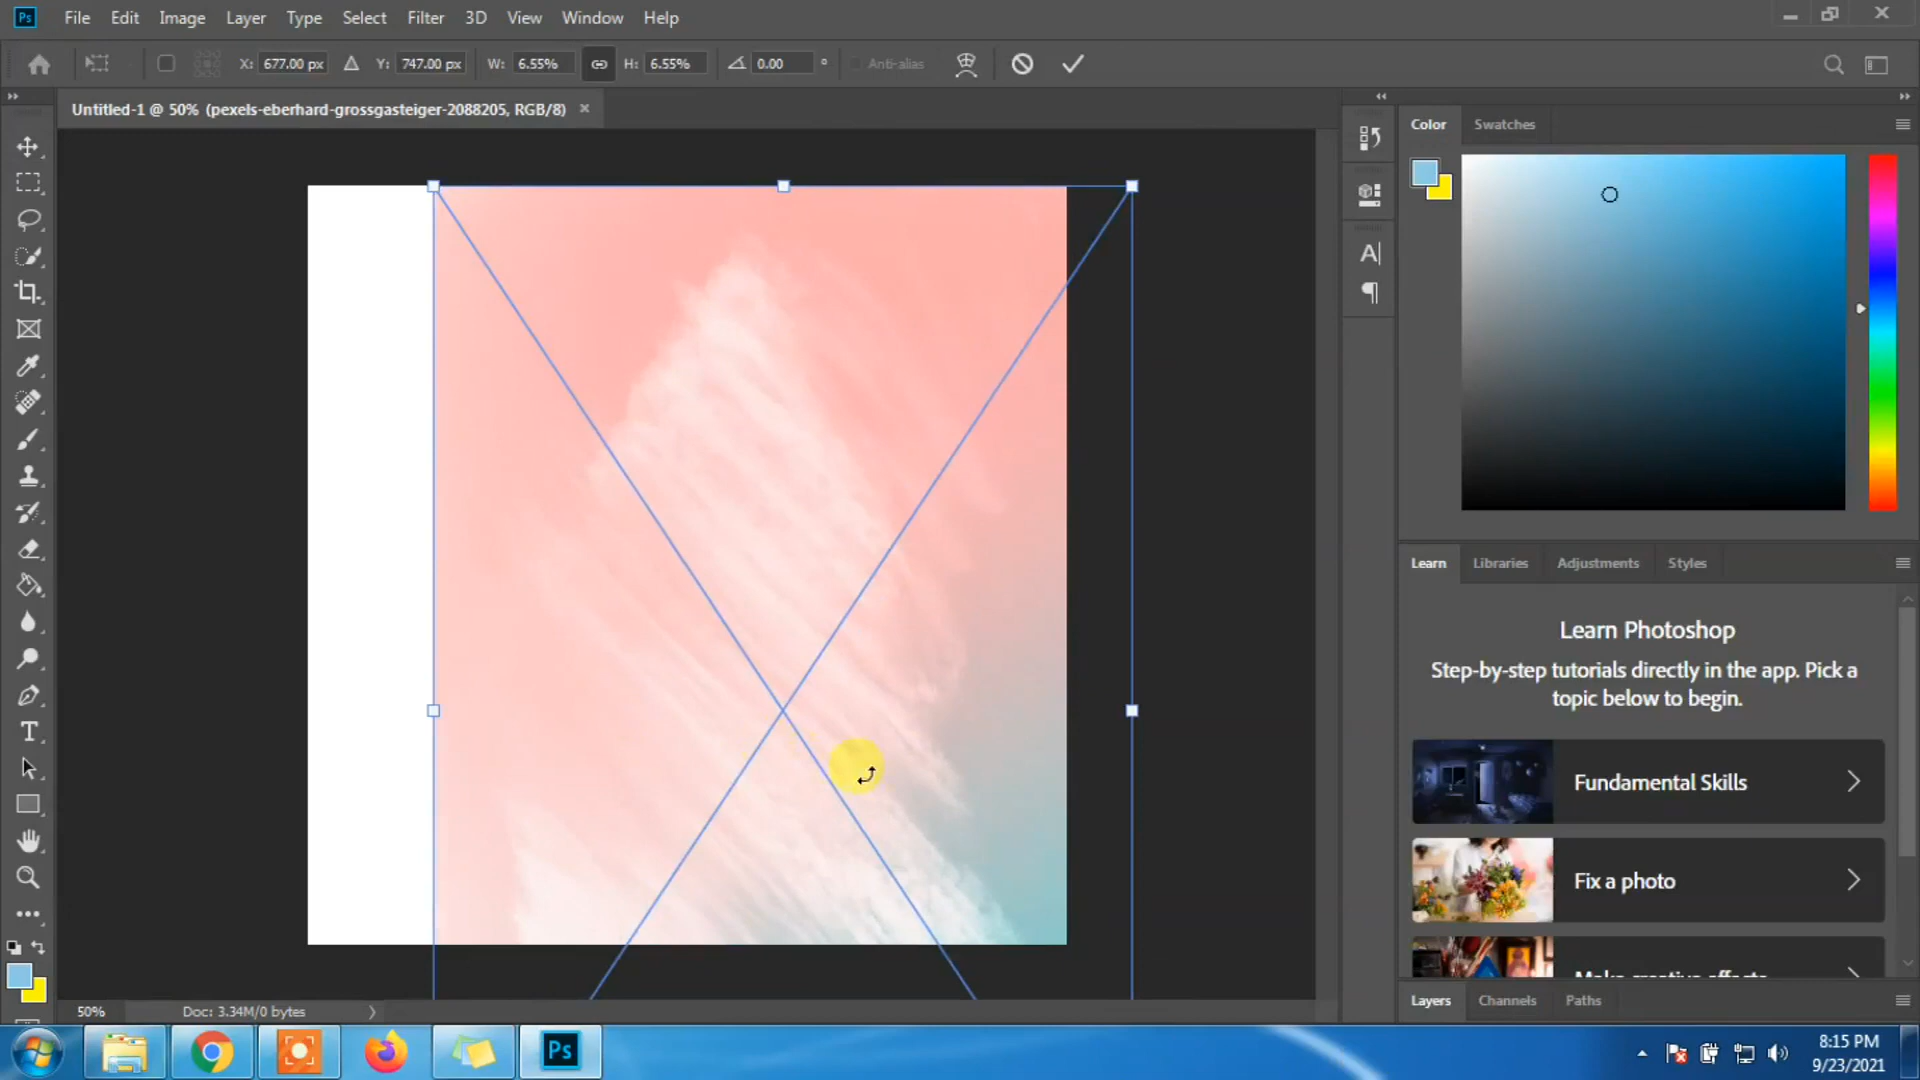 Ps File Edit Image Layer Type Select Filter 3D View Window Help
X: 677.00 px Y: 747.00 px W: 6.55% H: 6.55% 0.00 ° Anti-alias
Untitled-1 @ 50% (pexels-eberhard-grossgasteiger-2088205, RGB/8) ×
Color Swatches
Learn Libraries Adjustments Styles
Learn Photoshop
Step-by-step tutorials directly in the app. Pick a
topic below to begin.
Fundamental Skills
Fix a photo
Make creative effects
Layers Channels Paths
50% Doc: 3.34M/0 bytes
Ps
8:15 PM
9/23/2021